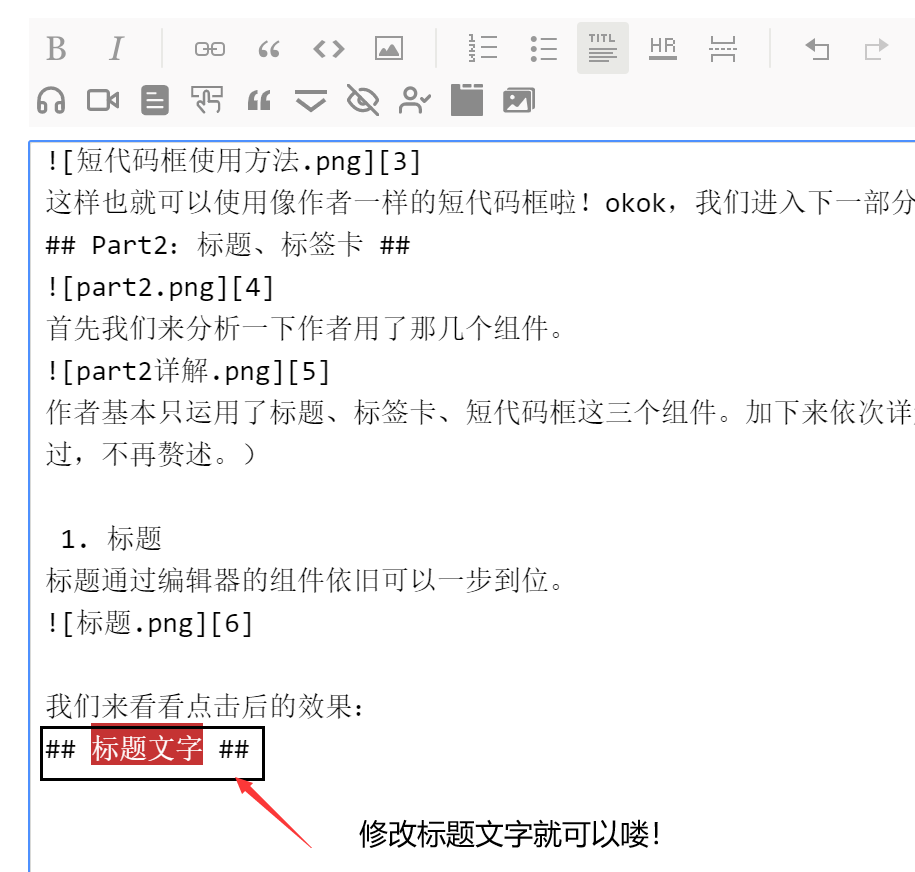 B I TITL HR
![短代码框使用方法.png][3]
这样也就可以使用像作者一样的短代码框啦！okok，我们进入下一部分
## Part2：标题、标签卡 ##
![part2.png][4]
首先我们来分析一下作者用了那几个组件。
![part2详解.png][5]
作者基本只运用了标题、标签卡、短代码框这三个组件。加下来依次详
过，不再赘述。）
1. 标题
标题通过编辑器的组件依旧可以一步到位。
![标题.png][6]
我们来看看点击后的效果：
## 标题文字 ##
修改标题文字就可以喽！